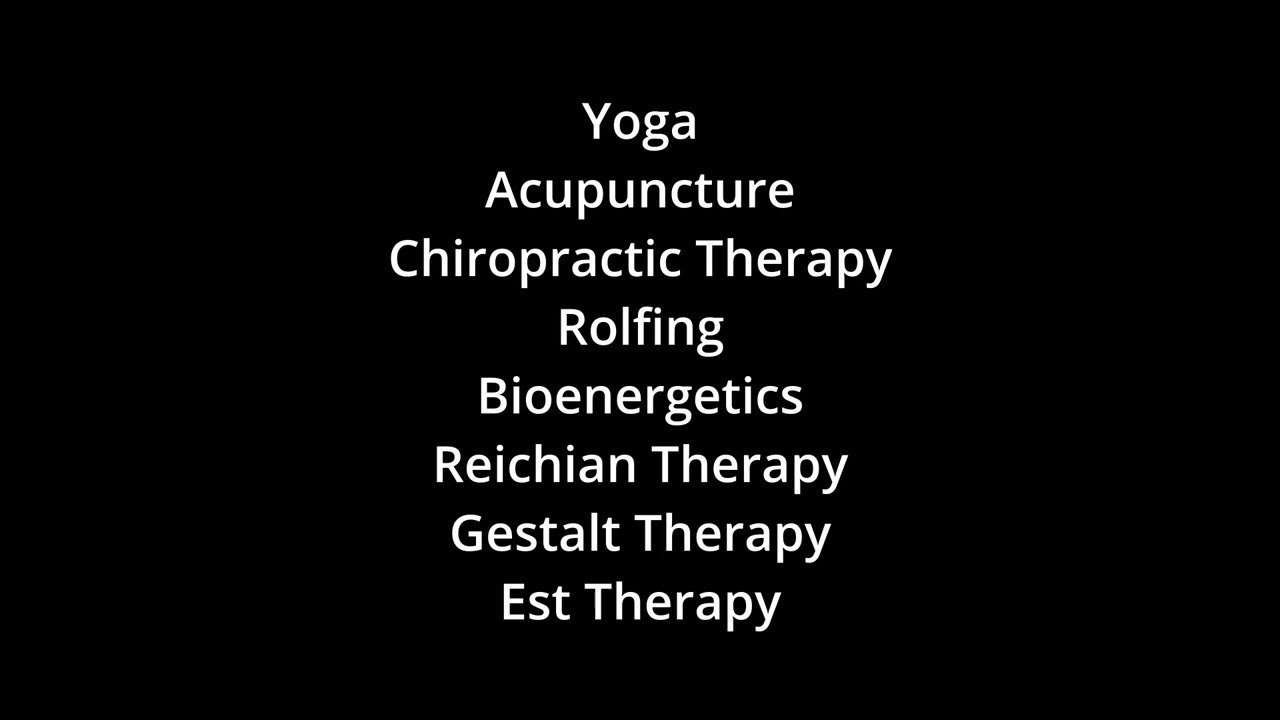 Yoga
Acupuncture
Chiropractic Therapy
Rolfing
Bioenergetics
Reichian Therapy
Gestalt Therapy
Est Therapy